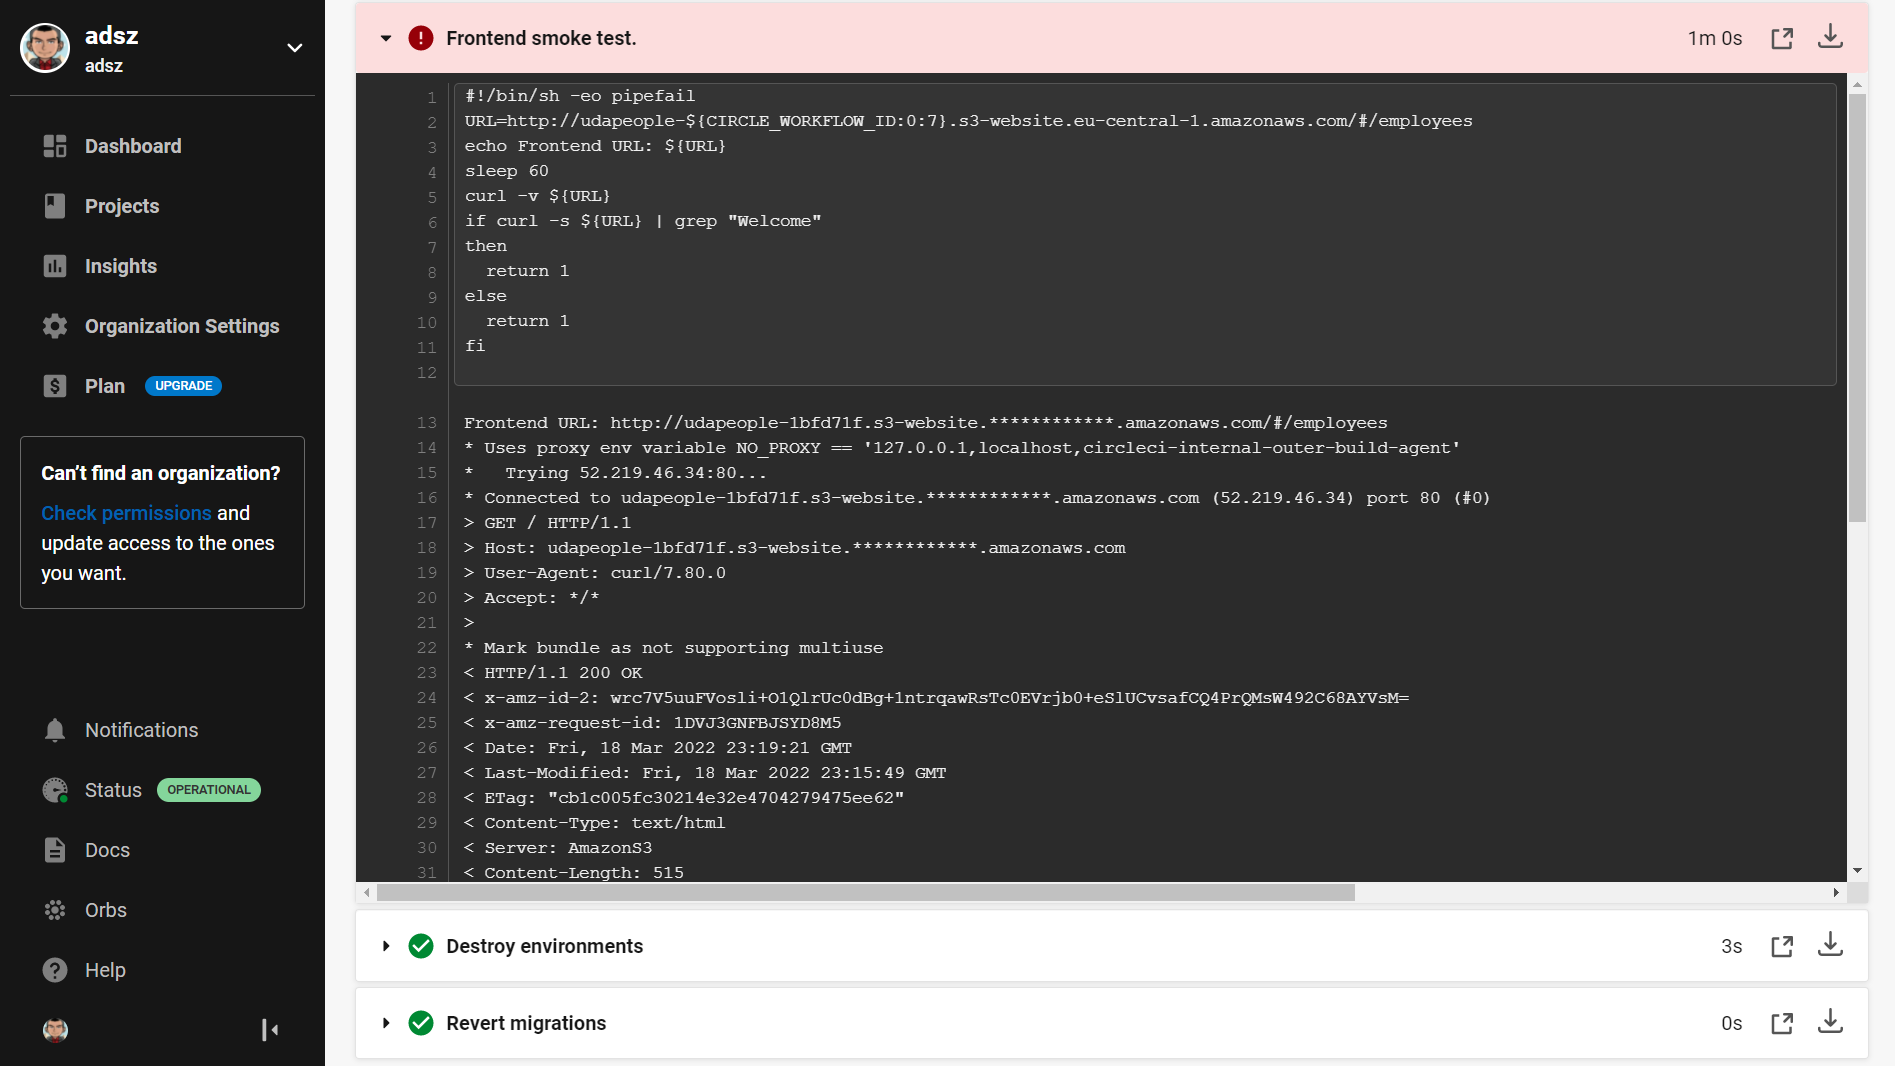 adsz
adsz
Dashboard
Projects
Insights
Organization Settings
Plan UPGRADE
Can't find an organization?
Check permissions and
update access to the ones
you want.
Notifications
Status OPERATIONAL
Docs
Orbs
Help
Frontend smoke test. 1m 0s
1 #!/bin/sh -eo pipefail
2 URL=http://udapeople-${CIRCLE_WORKFLOW_ID:0:7}.s3-website.eu-central-1.amazonaws.com/#/employees
3 echo Frontend URL: ${URL}
4 sleep 60
5 curl -v ${URL}
6 if curl -s ${URL} | grep "Welcome"
7 then
8 return 1
9 else
10 return 1
11 fi
12
13 Frontend URL: http://udapeople-1bfd71f.s3-website.************.amazonaws.com/#/employees
14 * Uses proxy env variable NO_PROXY == '127.0.0.1,localhost,circleci-internal-outer-build-agent'
15 * Trying 52.219.46.34:80...
16 * Connected to udapeople-1bfd71f.s3-website.************.amazonaws.com (52.219.46.34) port 80 (#0)
17 > GET / HTTP/1.1
18 > Host: udapeople-1bfd71f.s3-website.************.amazonaws.com
19 > User-Agent: curl/7.80.0
20 > Accept: */*
21 >
22 * Mark bundle as not supporting multiuse
23 < HTTP/1.1 200 OK
24 < x-amz-id-2: wrc7V5uuFVosli+O1QlrUc0dBg+1ntrqawRsTc0EVrjb0+eSlUCvsafCQ4PrQMsW492C68AYVsM=
25 < x-amz-request-id: 1DVJ3GNFBJSYD8M5
26 < Date: Fri, 18 Mar 2022 23:19:21 GMT
27 < Last-Modified: Fri, 18 Mar 2022 23:15:49 GMT
28 < ETag: "cb1c005fc30214e32e4704279475ee62"
29 < Content-Type: text/html
30 < Server: AmazonS3
31 < Content-Length: 515
Destroy environments 3s
Revert migrations 0s